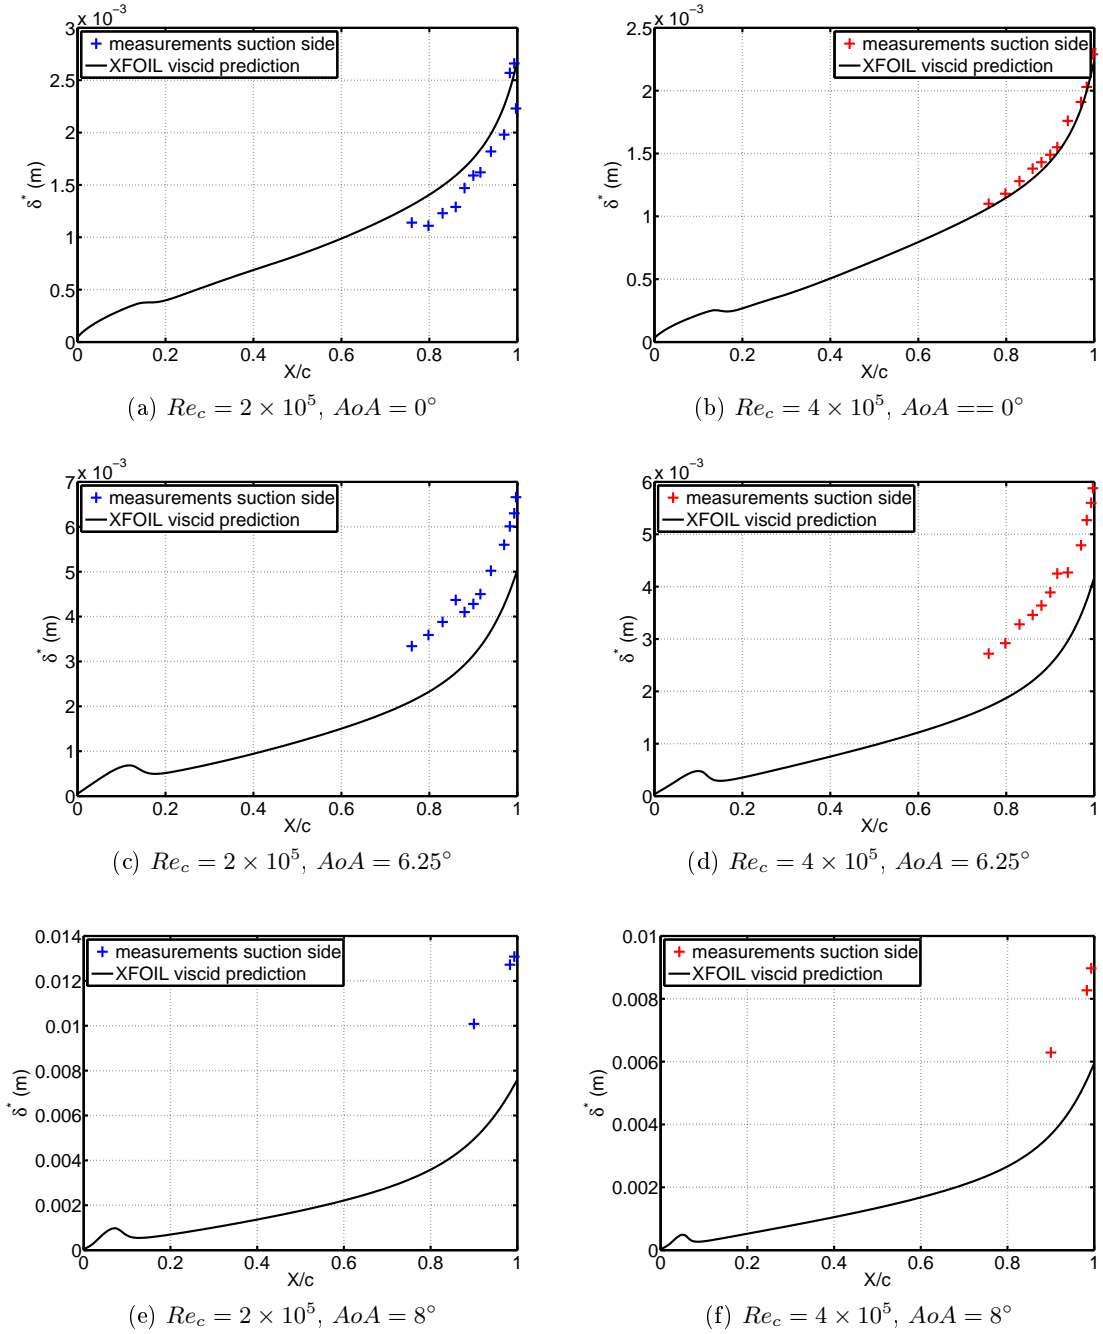 x 10⁻³
3
2.5
2
1.5
1
0.5
0
δ* (m)
measurements suction side
XFOIL viscid prediction
0 0.2 0.4 0.6 0.8 1
X/c
(a) Re_c = 2 × 10⁵, AoA = 0°
x 10⁻³
2.5
2
1.5
1
0.5
0
δ* (m)
measurements suction side
XFOIL viscid prediction
0 0.2 0.4 0.6 0.8 1
X/c
(b) Re_c = 4 × 10⁵, AoA == 0°
x 10⁻³
7
6
5
4
3
2
1
0
δ* (m)
measurements suction side
XFOIL viscid prediction
0 0.2 0.4 0.6 0.8 1
X/c
(c) Re_c = 2 × 10⁵, AoA = 6.25°
x 10⁻³
6
5
4
3
2
1
0
δ* (m)
measurements suction side
XFOIL viscid prediction
0 0.2 0.4 0.6 0.8 1
X/c
(d) Re_c = 4 × 10⁵, AoA = 6.25°
0.014
0.012
0.01
0.008
0.006
0.004
0.002
0
δ* (m)
measurements suction side
XFOIL viscid prediction
0 0.2 0.4 0.6 0.8 1
X/c
(e) Re_c = 2 × 10⁵, AoA = 8°
0.01
0.008
0.006
0.004
0.002
0
δ* (m)
measurements suction side
XFOIL viscid prediction
0 0.2 0.4 0.6 0.8 1
X/c
(f) Re_c = 4 × 10⁵, AoA = 8°